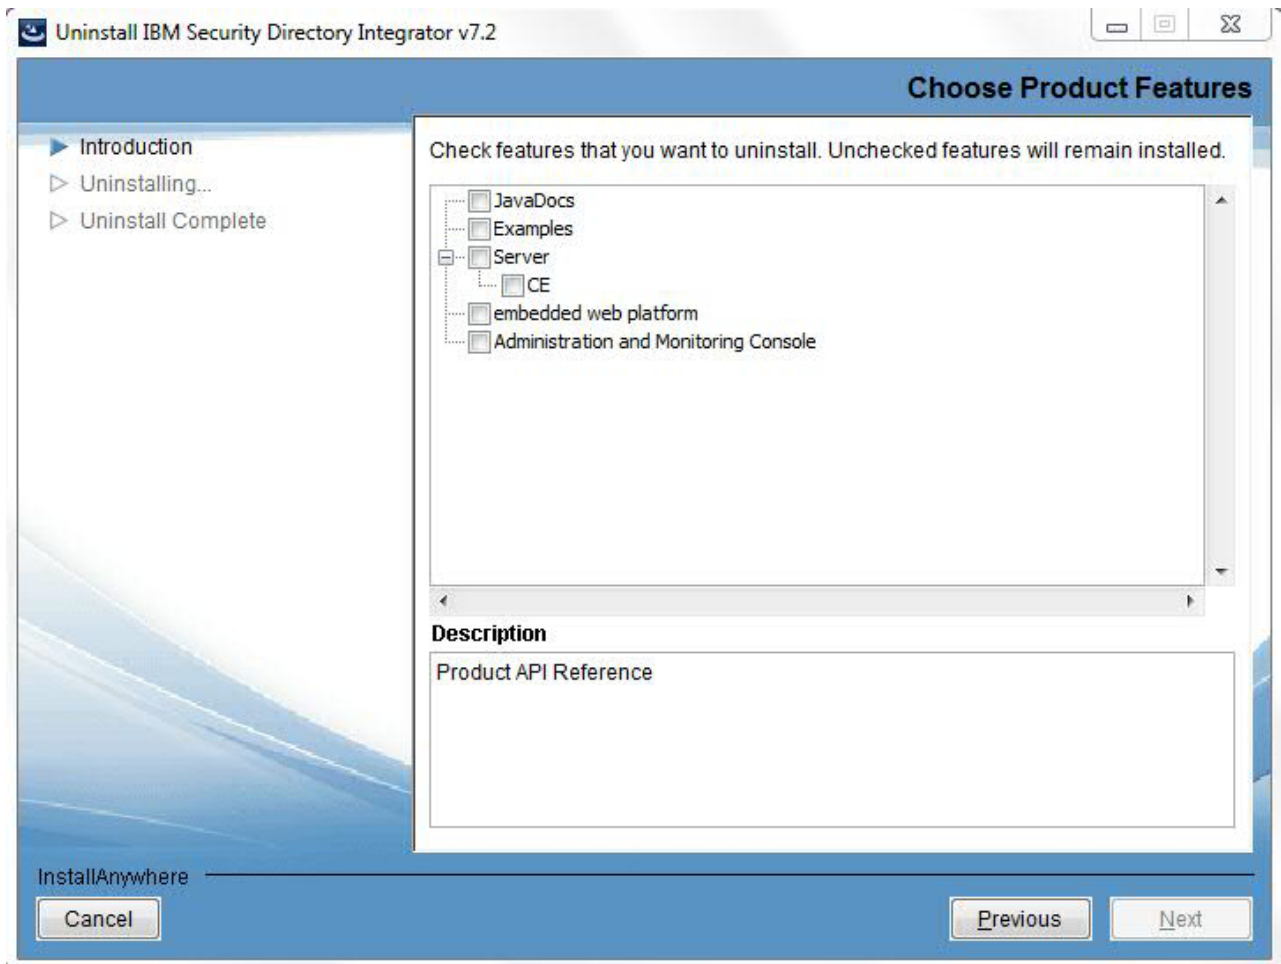 Uninstall IBM Security Directory Integrator v7.2
Choose Product Features
Introduction
Uninstalling...
Uninstall Complete
Check features that you want to uninstall. Unchecked features will remain installed.
JavaDocs
Examples
Server
CE
embedded web platform
Administration and Monitoring Console
Description
Product API Reference
InstallAnywhere
Cancel
Previous
Next